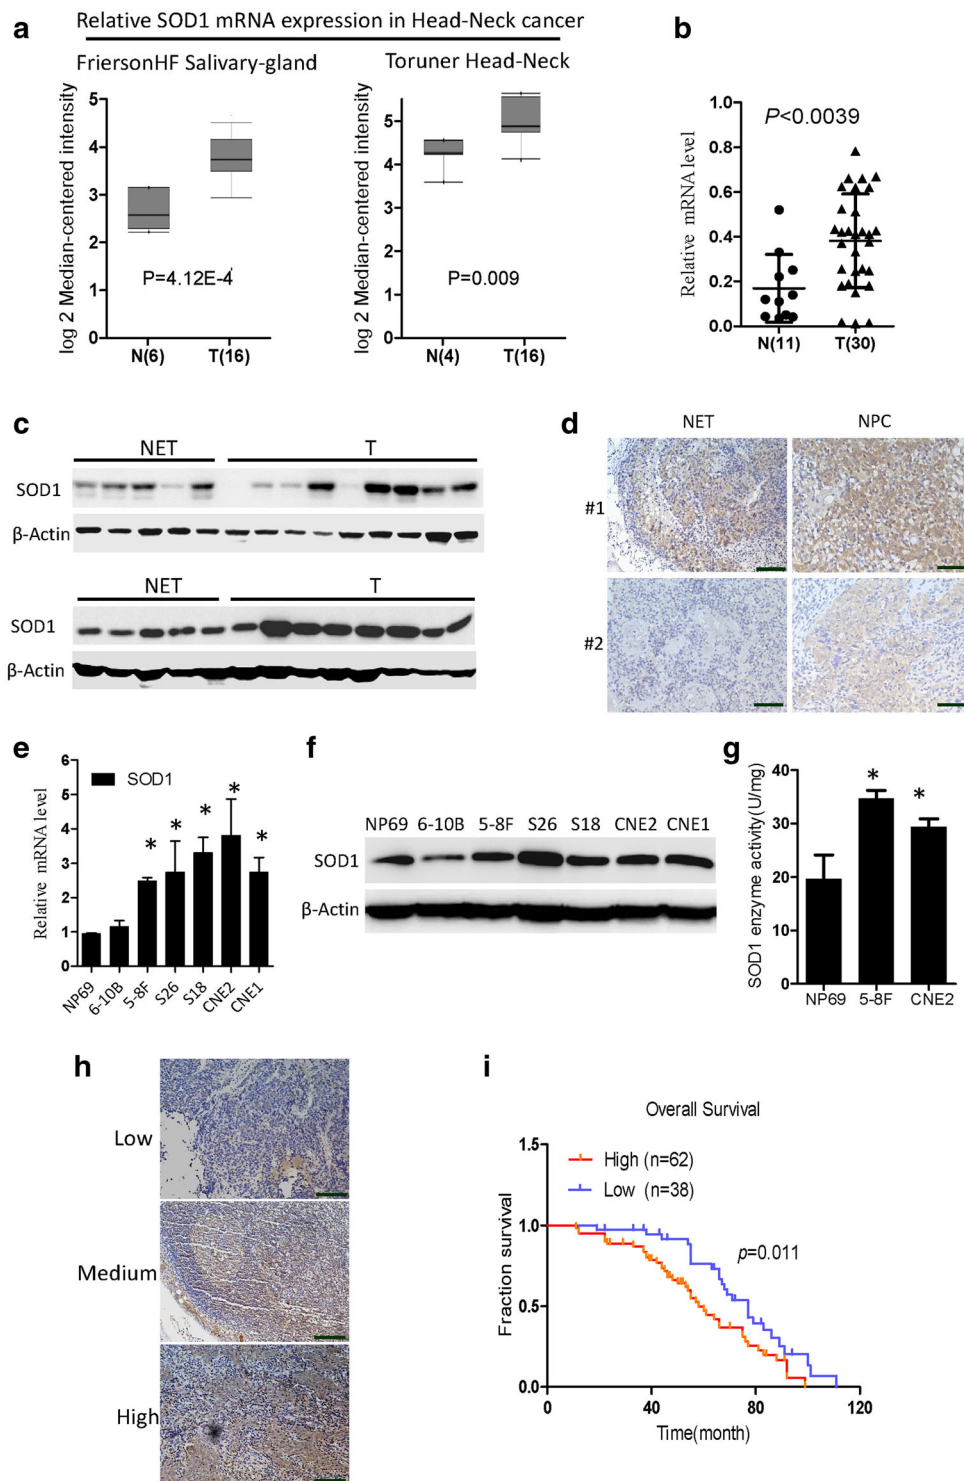 a
Relative SOD1 mRNA expression in Head-Neck cancer
FriersonHF Salivary-gland
log 2 Median-centered intensity
5
4
3
2
1
0
P=4.12E-4
N(6) T(16)
Toruner Head-Neck
log 2 Median-centered intensity
5
4
3
2
1
0
P=0.009
N(4) T(16)
b
Relative mRNA level
1.0
0.8
0.6
0.4
0.2
0.0
P<0.0039
N(11) T(30)
c
NET T
SOD1
β-Actin
NET T
SOD1
β-Actin
d
NET NPC
#1
#2
e
Relative mRNA level
6
5
4
3
2
1
0
SOD1
* * * * *
NP69 6-10B 5-8F S26 S18 CNE2 CNE1
f
NP69 6-10B 5-8F S26 S18 CNE2 CNE1
SOD1
β-Actin
g
SOD1 enzyme activity(U/mg)
40
30
20
10
0
* *
NP69 5-8F CNE2
h
Low
Medium
High
i
Overall Survival
Fraction survival
1.5
1.0
0.5
0.0
High (n=62)
Low (n=38)
p=0.011
0 40 80 120
Time(month)